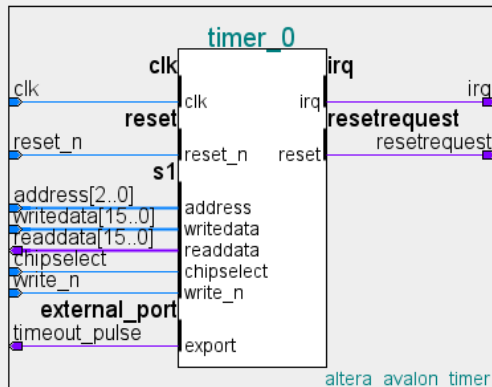 timer_0
clk irq
clk clk irq irq
reset resetrequest
reset_n reset_n reset resetrequest
s1
address[2..0] address
writedata[15..0] writedata
readdata[15..0] readdata
chipselect chipselect
write_n write_n
external_port
timeout_pulse export
altera_avalon_timer